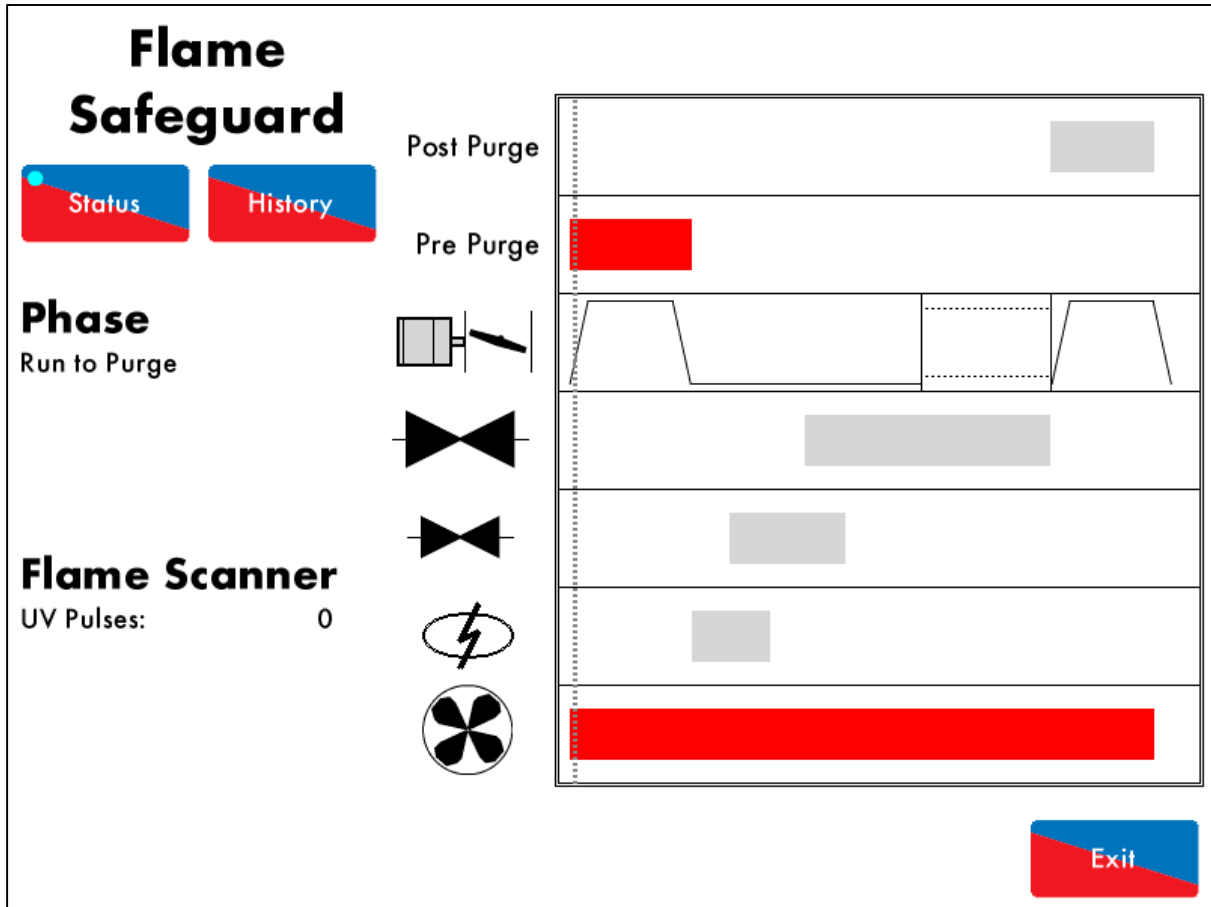 Flame
Safeguard
Status
History
Post Purge
Pre Purge
Phase
Run to Purge
Flame Scanner
UV Pulses: 0
Exit